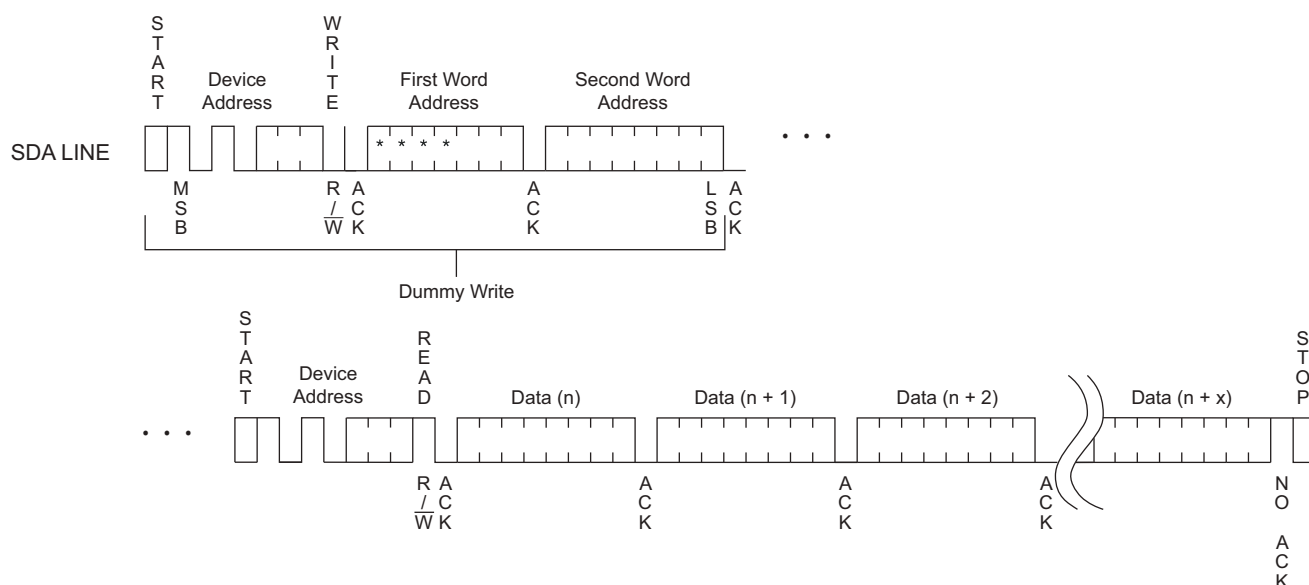 START
WRITE
Device
Address
First Word
Address
Second Word
Address
SDA LINE
* * * *
• • •
MSB
R/W̅
ACK
ACK
LSB
ACK
Dummy Write
START
READ
STOP
Device
Address
Data (n)
Data (n + 1)
Data (n + 2)
Data (n + x)
• • •
R/W̅
ACK
ACK
ACK
ACK
NO ACK